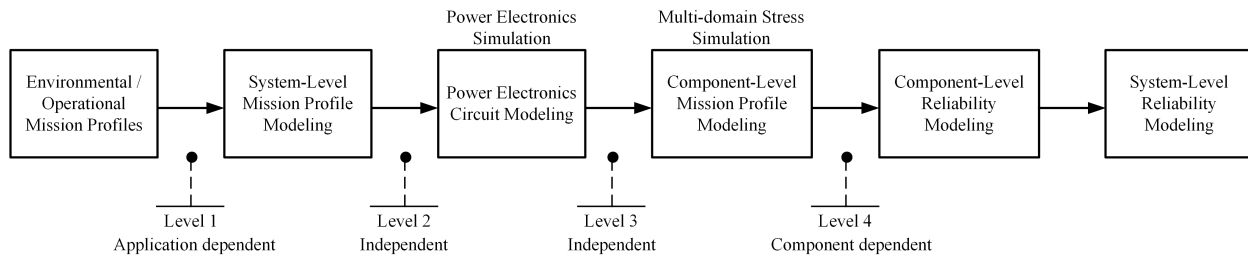 Power Electronics
Simulation
Multi-domain Stress
Simulation
Environmental /
Operational
Mission Profiles
System-Level
Mission Profile
Modeling
Power Electronics
Circuit Modeling
Component-Level
Mission Profile
Modeling
Component-Level
Reliability
Modeling
System-Level
Reliability
Modeling
Level 1
Application dependent
Level 2
Independent
Level 3
Independent
Level 4
Component dependent